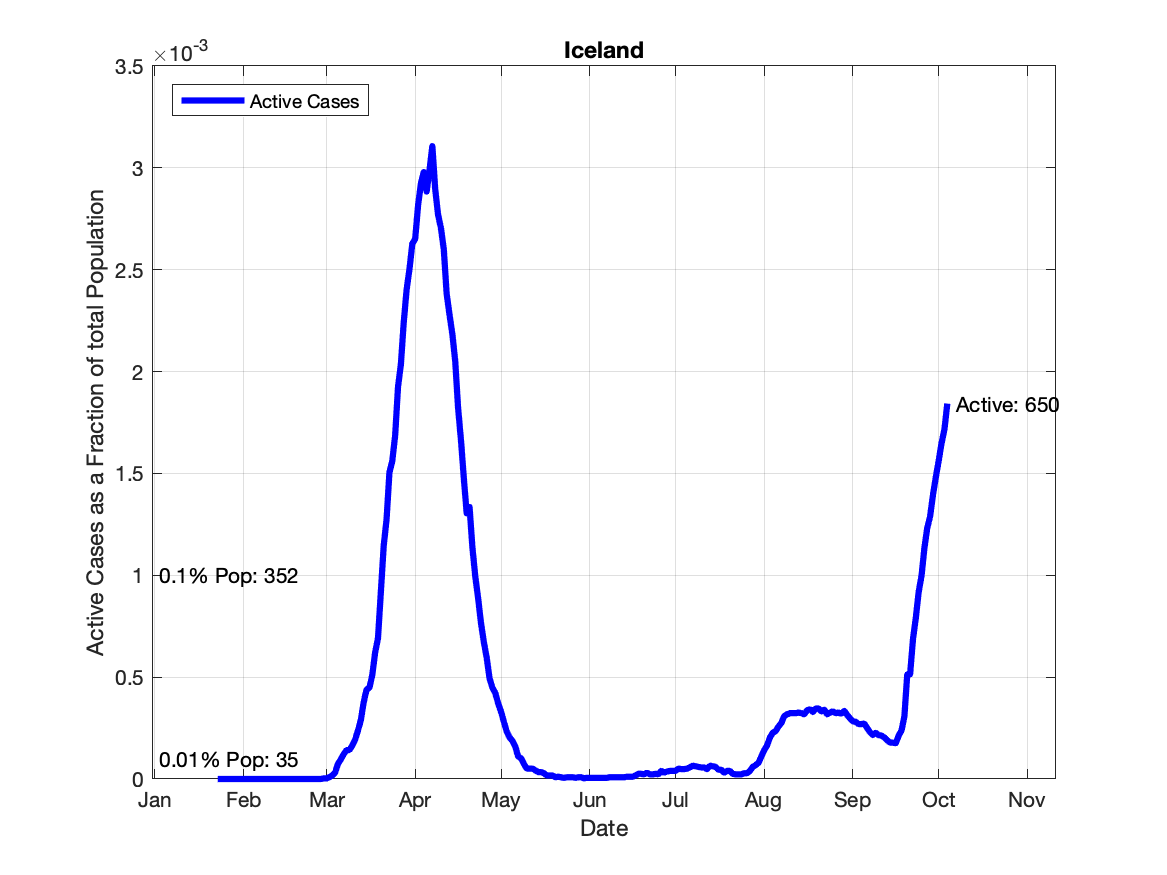 Iceland
×10-3
3.5
3
2.5
2
1.5
1
0.5
0
Active Cases as a Fraction of total Population
Active Cases
Active: 650
0.1% Pop: 352
0.01% Pop: 35
Jan Feb Mar Apr May Jun Jul Aug Sep Oct Nov
Date